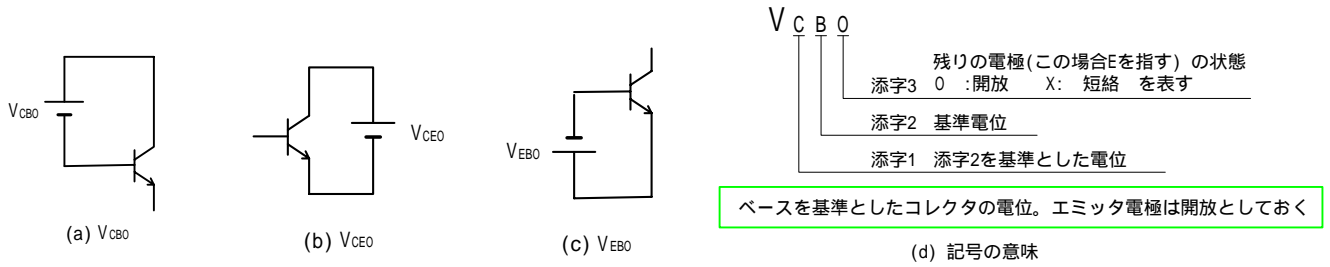 VCBO
(a) VCBO
VCEO
(b) VCEO
VEBO
(c) VEBO
V C B O
残りの電極(この場合Eを指す) の状態
添字3 O :開放 X: 短絡 を表す
添字2 基準電位
添字1 添字2を基準とした電位
ベースを基準としたコレクタの電位。エミッタ電極は開放としておく
(d) 記号の意味